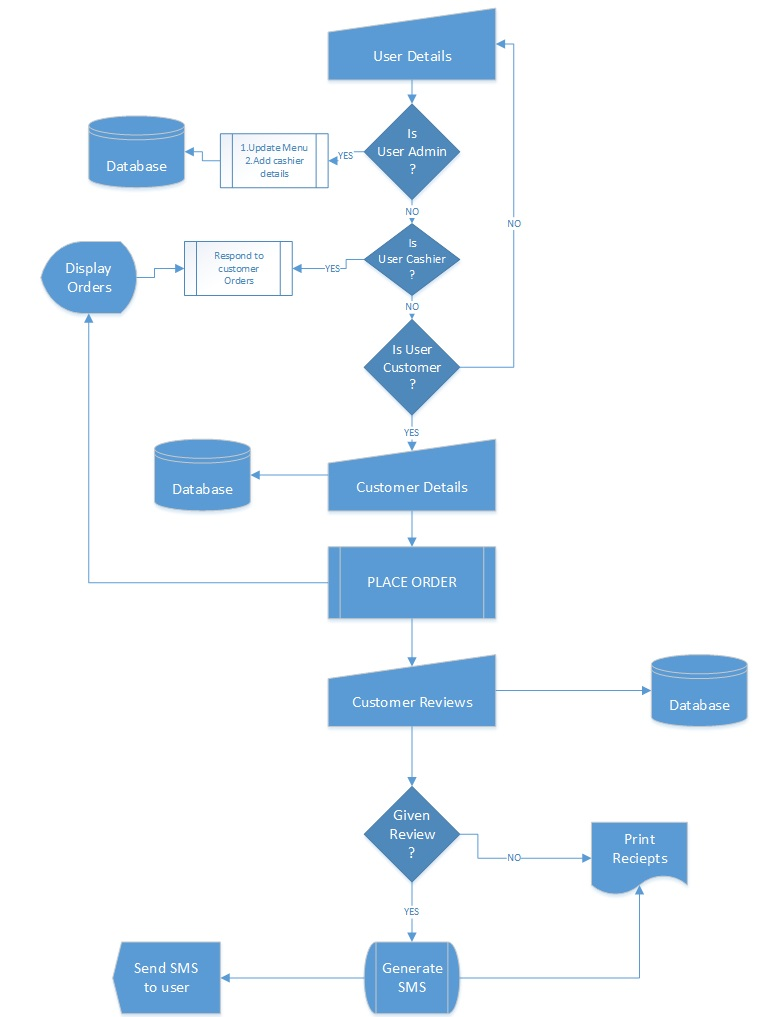 User Details
Is
User Admin
?
YES
1.Update Menu
2.Add cashier
details
Database
NO
NO
Is
User Cashier
?
YES
Respond to
customer
Orders
Display
Orders
NO
Is User
Customer
?
YES
Customer Details
Database
PLACE ORDER
Customer Reviews
Database
Given
Review
?
NO
Print
Reciepts
YES
Generate
SMS
Send SMS
to user